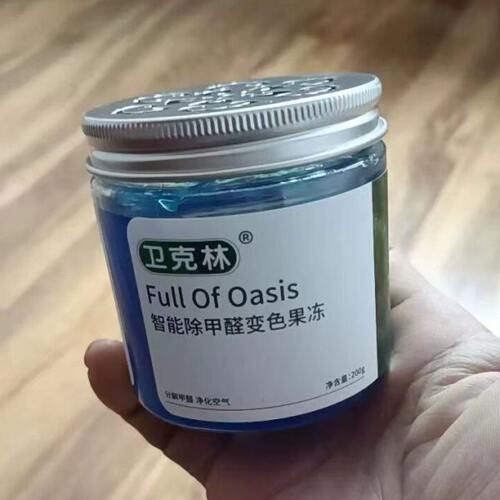 卫克林®
Full Of Oasis
智能除甲醛变色果冻
分解甲醛 净化空气
净含量:200g